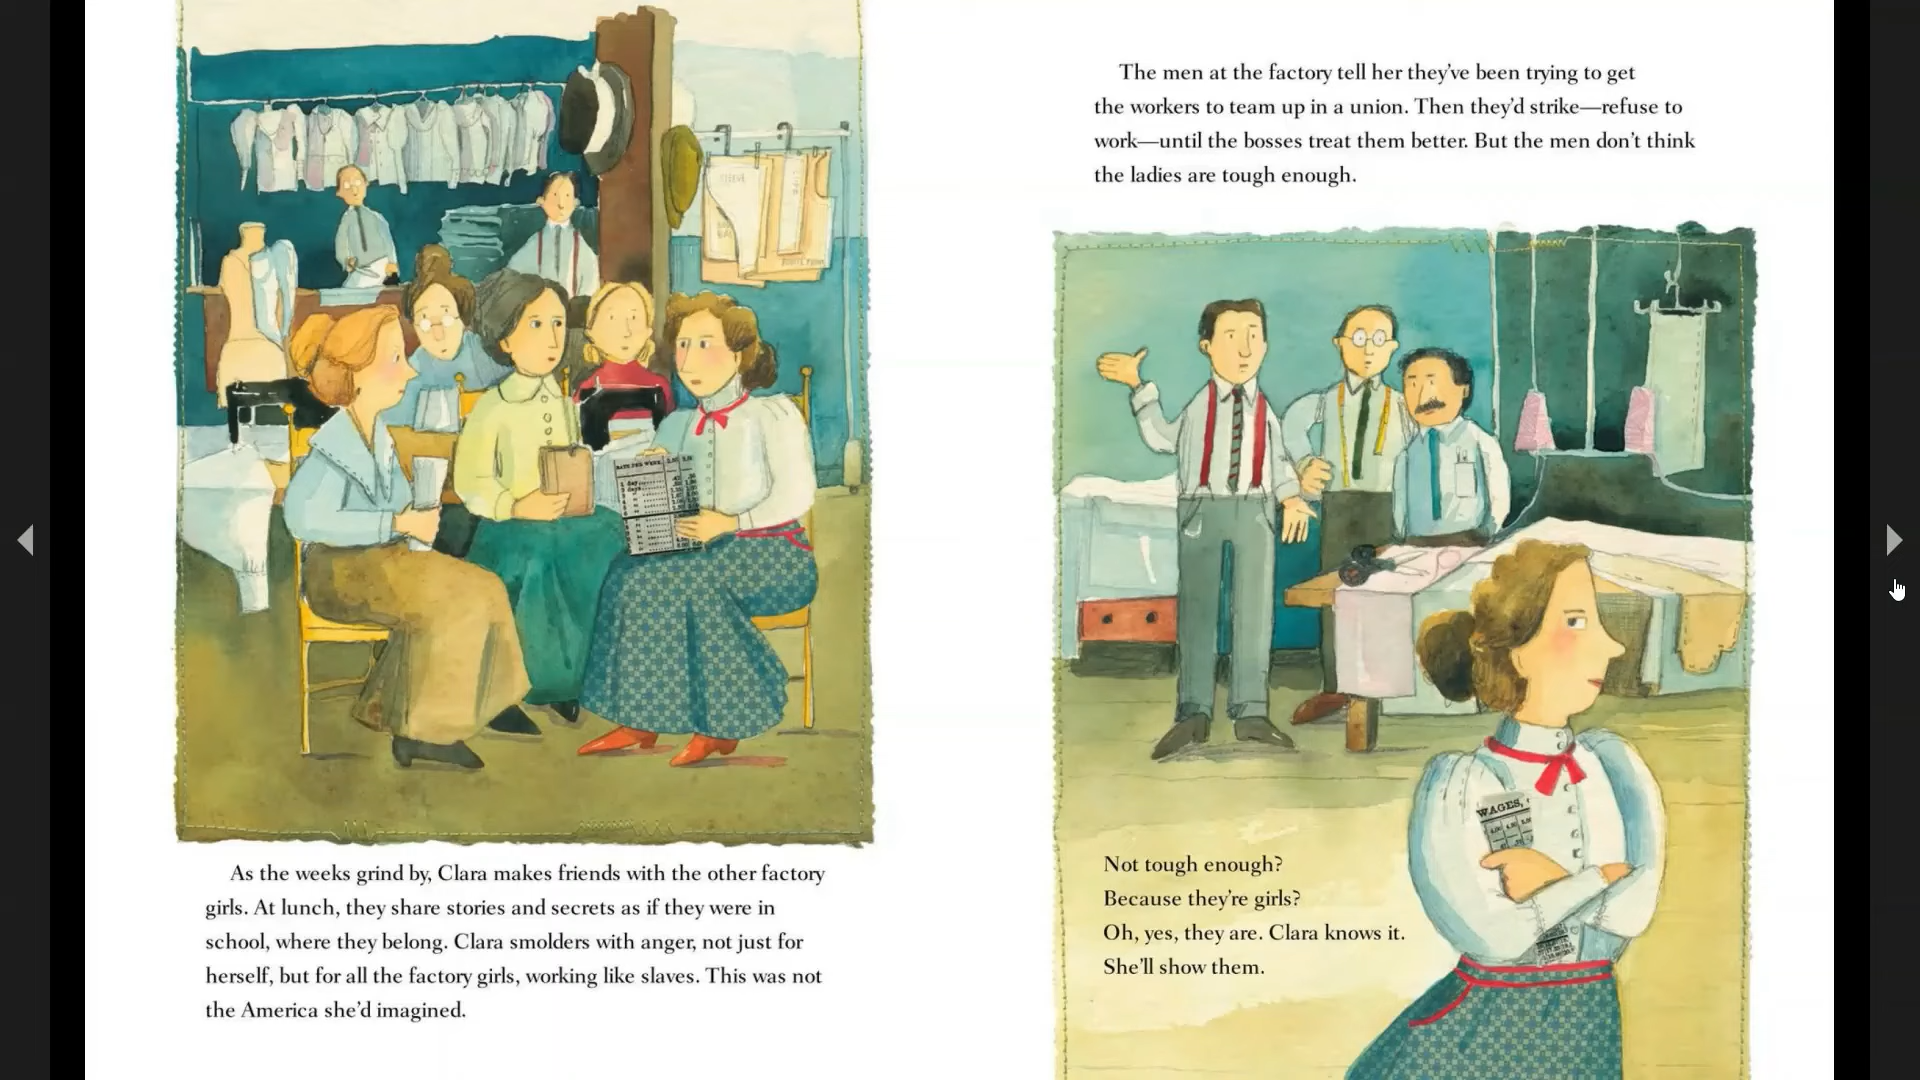 As the weeks grind by, Clara makes friends with the other factory
girls. At lunch, they share stories and secrets as if they were in
school, where they belong. Clara smolders with anger, not just for
herself, but for all the factory girls, working like slaves. This was not
the America she'd imagined.
The men at the factory tell her they've been trying to get
the workers to team up in a union. Then they'd strike—refuse to
work—until the bosses treat them better. But the men don't think
the ladies are tough enough.
Not tough enough?
Because they're girls?
Oh, yes, they are. Clara knows it.
She'll show them.
RATE PER WEEK
WAGES,
SLEEVE